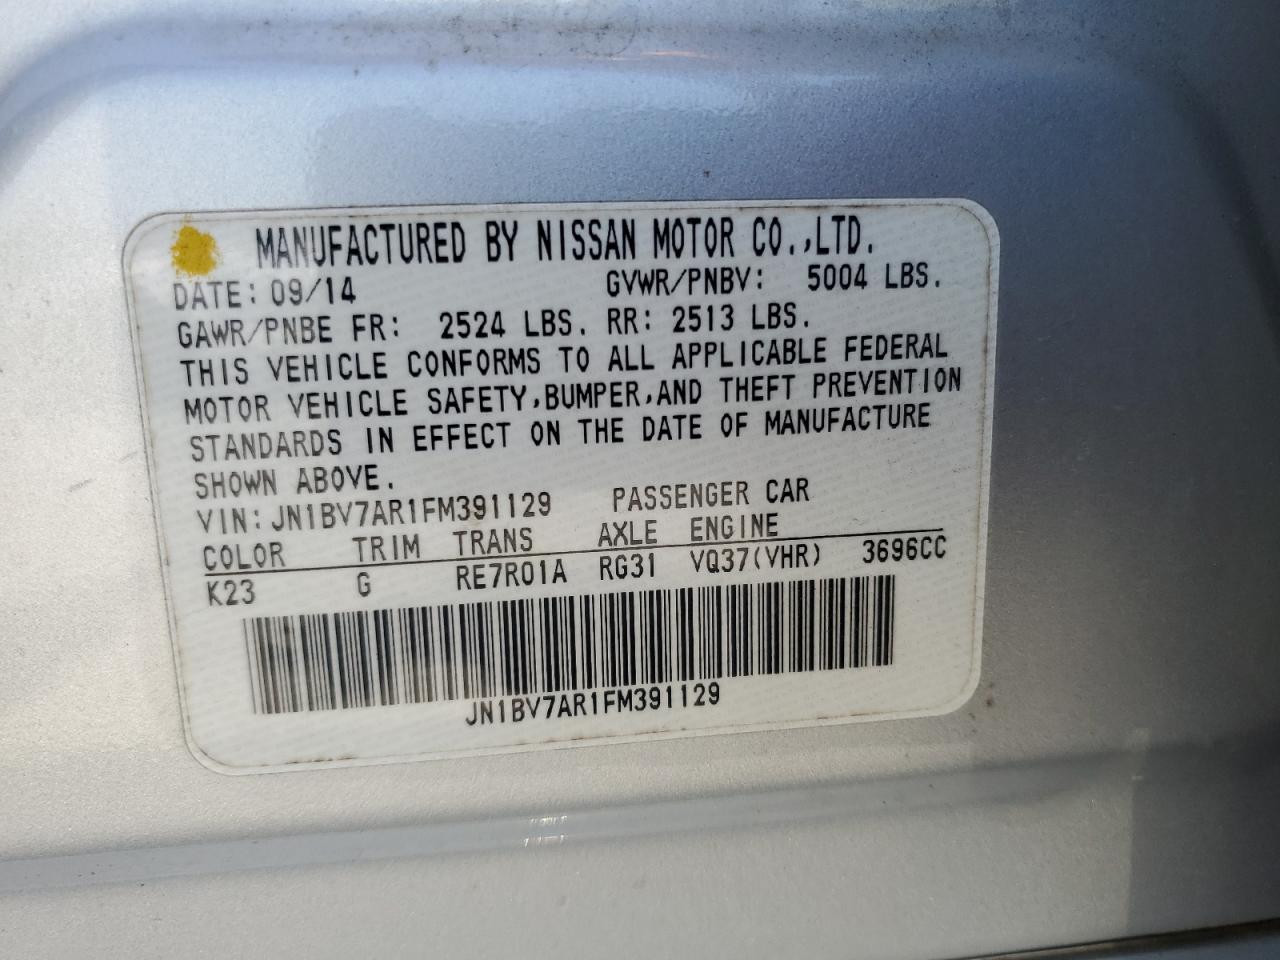 MANUFACTURED BY NISSAN MOTOR CO.,LTD.
DATE: 09/14 GVWR/PNBV: 5004 LBS.
GAWR/PNBE FR: 2524 LBS. RR: 2513 LBS.
THIS VEHICLE CONFORMS TO ALL APPLICABLE FEDERAL
MOTOR VEHICLE SAFETY,BUMPER,AND THEFT PREVENTION
STANDARDS IN EFFECT ON THE DATE OF MANUFACTURE
SHOWN ABOVE.
VIN: JN1BV7AR1FM391129 PASSENGER CAR
COLOR TRIM TRANS AXLE ENGINE
K23 G RE7R01A RG31 VQ37(VHR) 3696CC
JN1BV7AR1FM391129